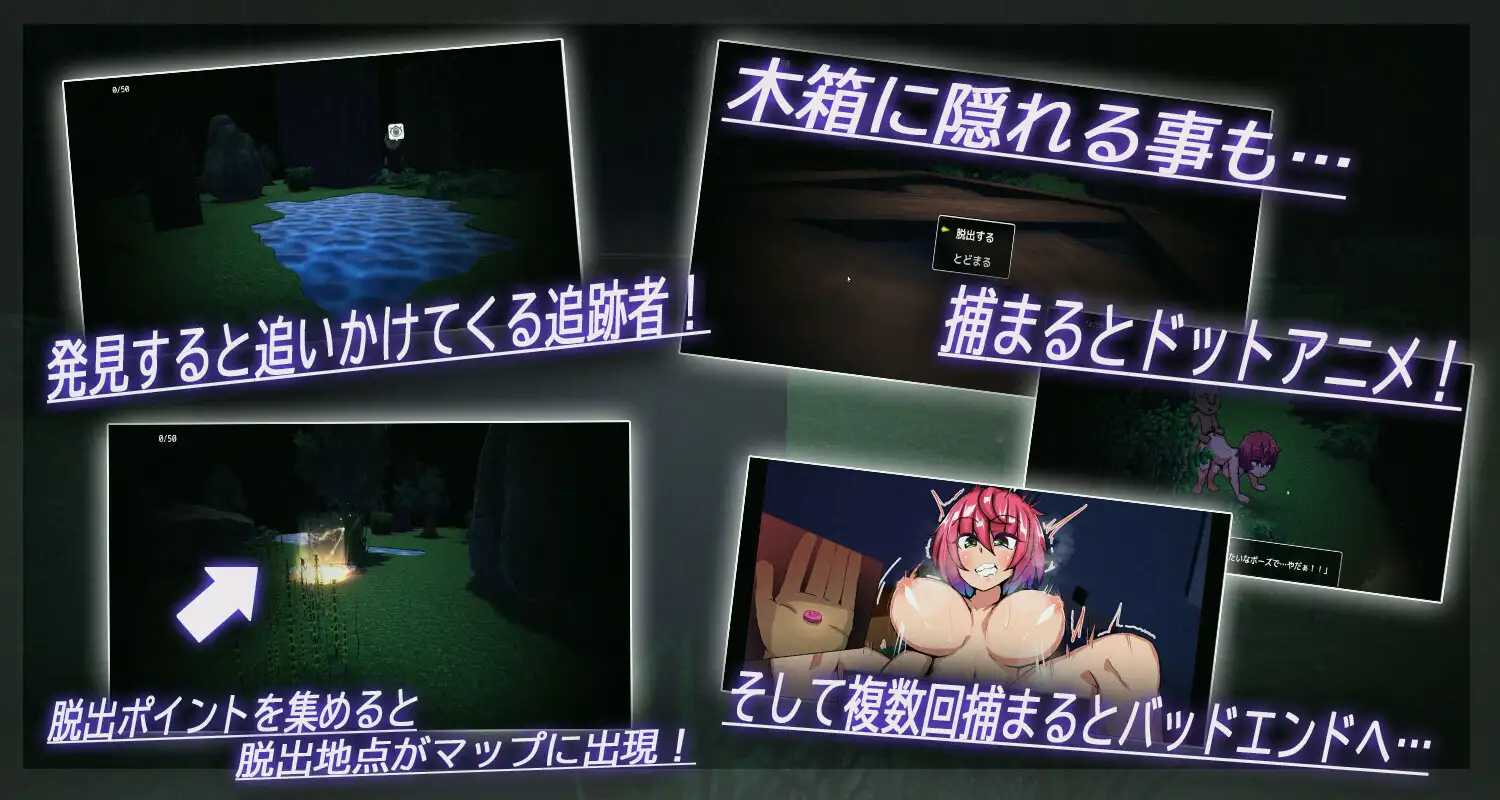 0/50
発見すると追いかけてくる追跡者！
木箱に隠れる事も…
脱出する
とどまる
捕まるとドットアニメ！
たいなポーズで…やだぁ！！」
0/50
脱出ポイントを集めると
脱出地点がマップに出現！
そして複数回捕まるとバッドエンドへ…